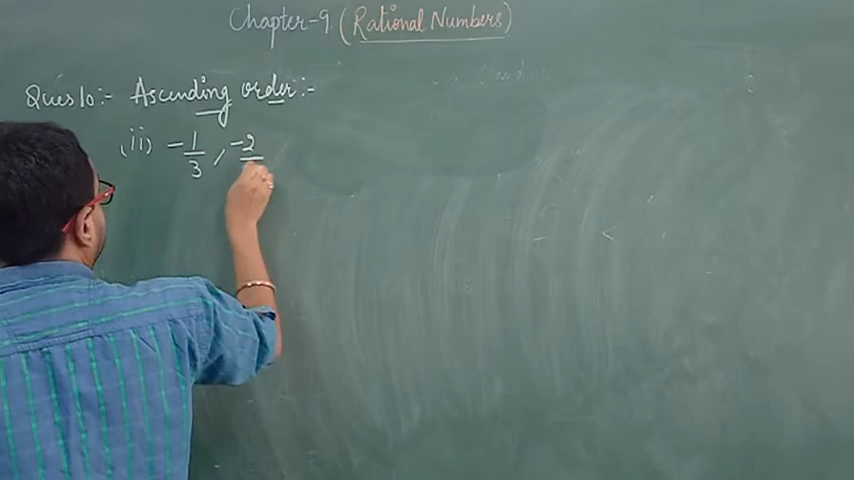 Chapter-9 (Rational Numbers)
Ques 10:- Ascending order:-
(ii) -1/3, -2/